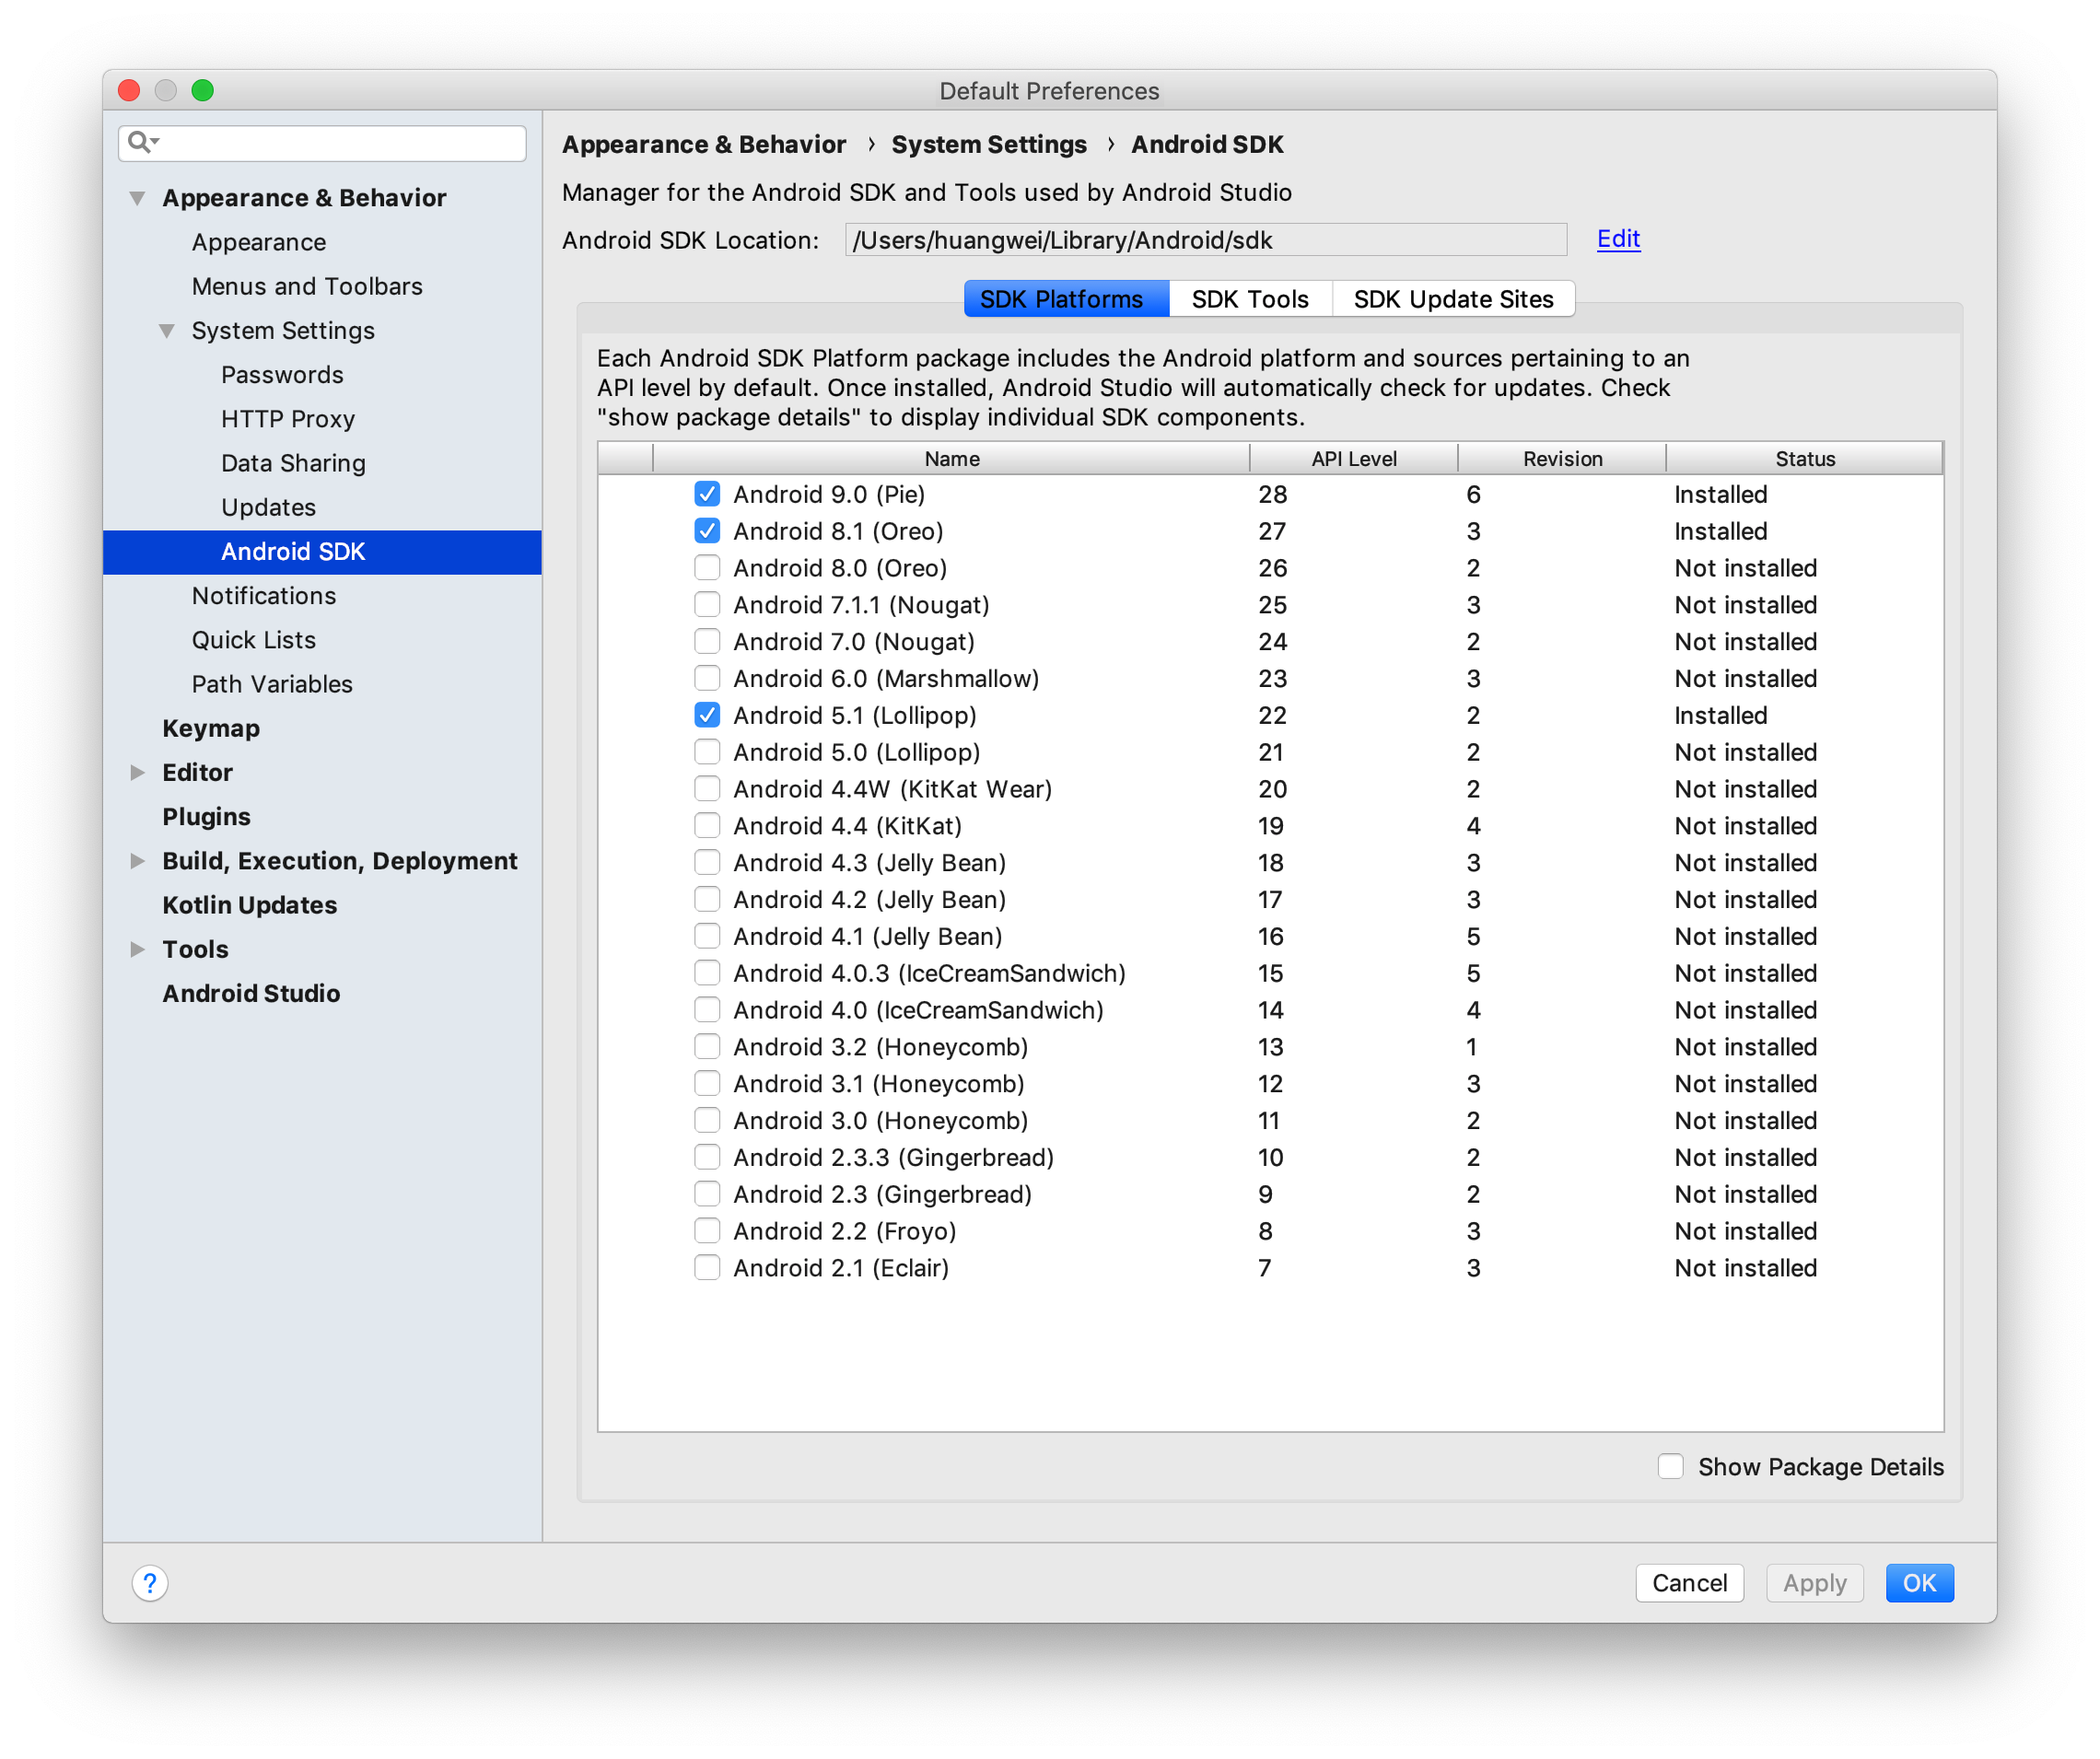 Default Preferences
Appearance & Behavior
Appearance
Menus and Toolbars
System Settings
Passwords
HTTP Proxy
Data Sharing
Updates
Android SDK
Notifications
Quick Lists
Path Variables
Keymap
Editor
Plugins
Build, Execution, Deployment
Kotlin Updates
Tools
Android Studio
Appearance & Behavior › System Settings › Android SDK
Manager for the Android SDK and Tools used by Android Studio
Android SDK Location: /Users/huangwei/Library/Android/sdk Edit
SDK Platforms SDK Tools SDK Update Sites
Each Android SDK Platform package includes the Android platform and sources pertaining to an
API level by default. Once installed, Android Studio will automatically check for updates. Check
"show package details" to display individual SDK components.
Name API Level Revision Status
Android 9.0 (Pie) 28 6 Installed
Android 8.1 (Oreo) 27 3 Installed
Android 8.0 (Oreo) 26 2 Not installed
Android 7.1.1 (Nougat) 25 3 Not installed
Android 7.0 (Nougat) 24 2 Not installed
Android 6.0 (Marshmallow) 23 3 Not installed
Android 5.1 (Lollipop) 22 2 Installed
Android 5.0 (Lollipop) 21 2 Not installed
Android 4.4W (KitKat Wear) 20 2 Not installed
Android 4.4 (KitKat) 19 4 Not installed
Android 4.3 (Jelly Bean) 18 3 Not installed
Android 4.2 (Jelly Bean) 17 3 Not installed
Android 4.1 (Jelly Bean) 16 5 Not installed
Android 4.0.3 (IceCreamSandwich) 15 5 Not installed
Android 4.0 (IceCreamSandwich) 14 4 Not installed
Android 3.2 (Honeycomb) 13 1 Not installed
Android 3.1 (Honeycomb) 12 3 Not installed
Android 3.0 (Honeycomb) 11 2 Not installed
Android 2.3.3 (Gingerbread) 10 2 Not installed
Android 2.3 (Gingerbread) 9 2 Not installed
Android 2.2 (Froyo) 8 3 Not installed
Android 2.1 (Eclair) 7 3 Not installed
Show Package Details
? Cancel Apply OK